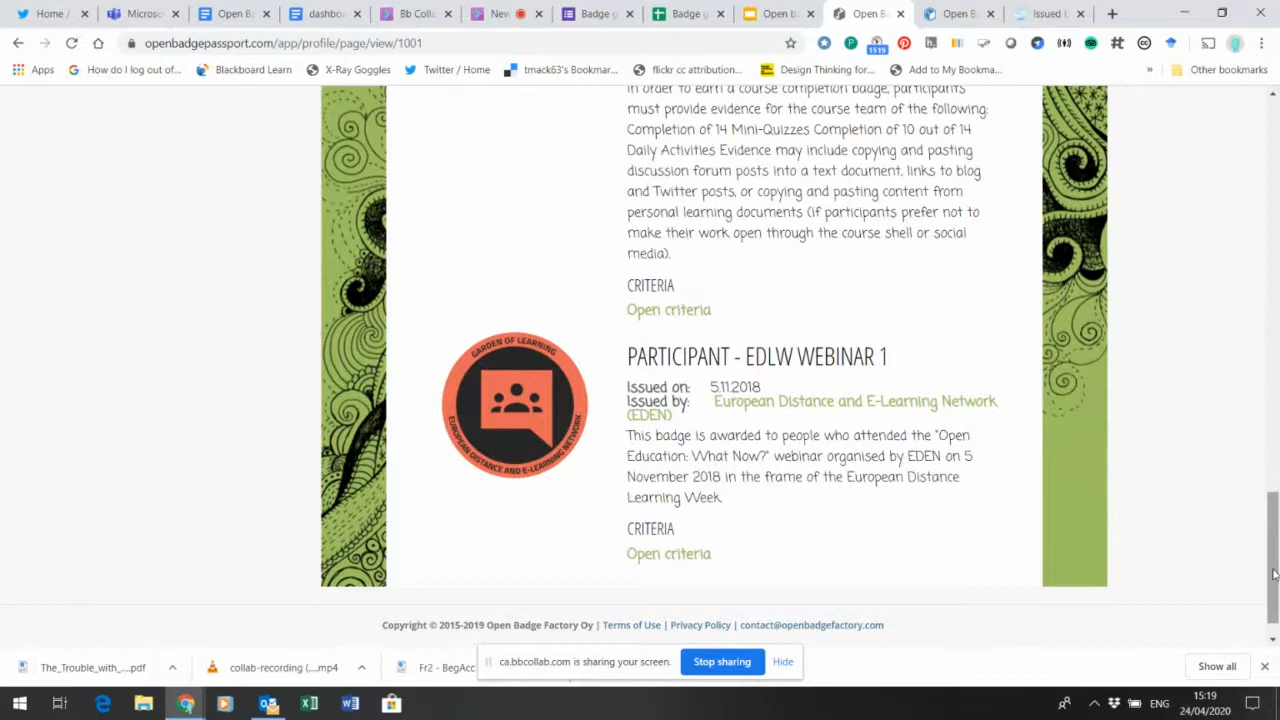 Home /
Microso
Open Ba
dashboa
Bb Colla
New
Badge g
Badge g
Open ba
Open B
Open B
Issued b
openbadgepassport.com/app/profile/page/view/1001
1519
Apps
How do I log out of...
Blackboard Learn
X-Ray Goggles
Twitter / Home
tmack63's Bookmar...
flickr cc attribution...
Design Thinking for...
Add to My Bookma...
»
Other bookmarks
In order to earn a course completion badge, participants
must provide evidence for the course team of the following:
Completion of 14 Mini-Quizzes Completion of 10 out of 14
Daily Activities Evidence may include copying and pasting
discussion forum posts into a text document, links to blog
and Twitter posts, or copying and pasting content from
personal learning documents (if participants prefer not to
make their work open through the course shell or social
media).
CRITERIA
Open criteria
GARDEN OF LEARNING
EUROPEAN DISTANCE AND E-LEARNING NETWORK
PARTICIPANT - EDLW WEBINAR 1
Issued on: 5.11.2018
Issued by: European Distance and E-Learning Network
(EDEN)
This badge is awarded to people who attended the "Open
Education: What Now?" webinar organised by EDEN on 5
November 2018 in the frame of the European Distance
Learning Week.
CRITERIA
Open criteria
Copyright © 2015-2019 Open Badge Factory Oy | Terms of Use | Privacy Policy | contact@openbadgefactory.com
The_Trouble_with_....pdf
collab-recording (....mp4
Fr2 - BegAcc
ca.bbcollab.com is sharing your screen.
Stop sharing
Hide
Show all
ENG
15:19
24/04/2020